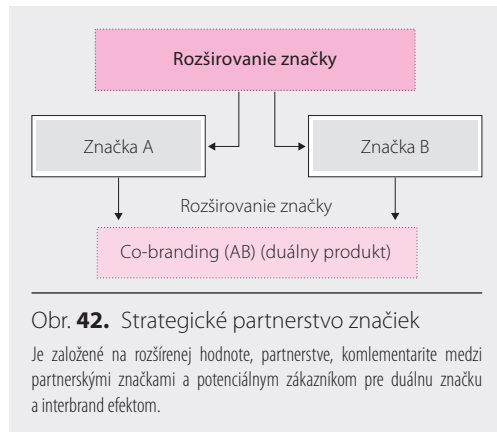 Rozširovanie značky
Značka A
Značka B
Rozširovanie značky
Co-branding (AB) (duálny produkt)
Obr. 42. Strategické partnerstvo značiek
Je založené na rozšírenej hodnote, partnerstve, komlementarite medzi
partnerskými značkami a potenciálnym zákazníkom pre duálnu značku
a interbrand efektom.